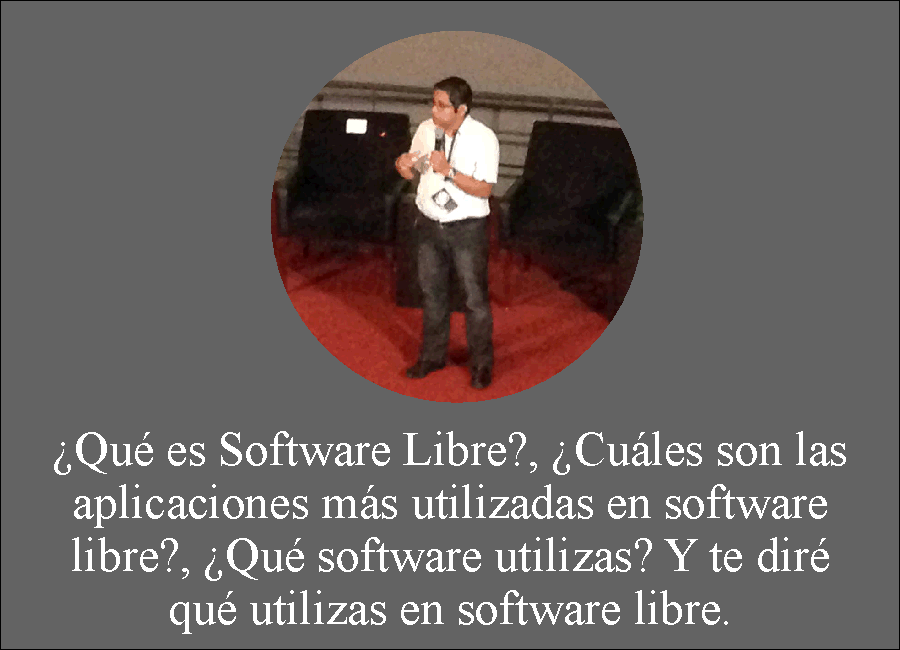 ¿Qué es Software Libre?, ¿Cuáles son las
aplicaciones más utilizadas en software
libre?, ¿Qué software utilizas? Y te diré
qué utilizas en software libre.